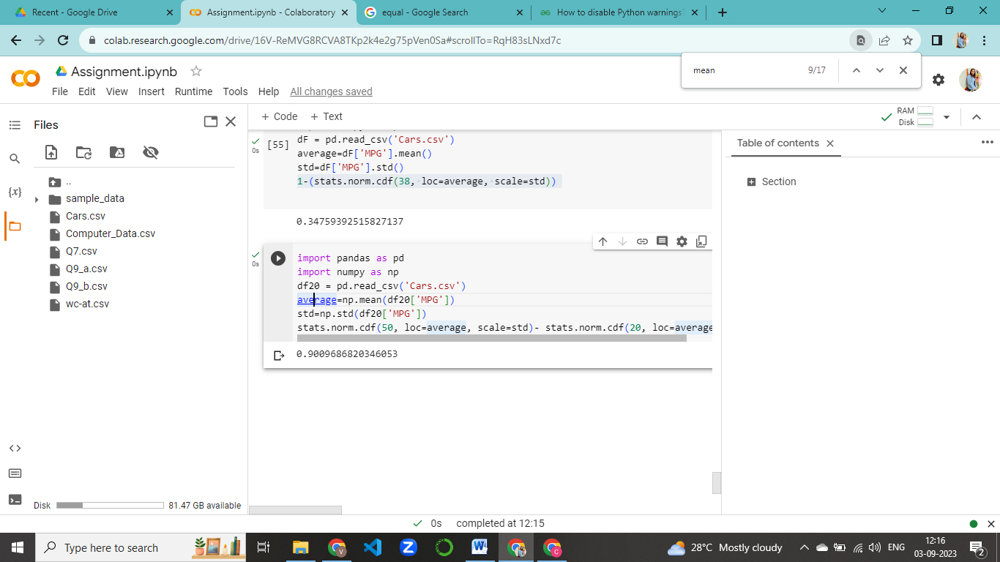 Recent - Google Drive
Assignment.ipynb - Colaboratory
equal - Google Search
How to disable Python warnings?
colab.research.google.com/drive/16V-ReMVG8RCVA8TKp2k4e2g75pVen0Sa#scrollTo=RqH83sLNxd7c
mean 9/17
Assignment.ipynb
File Edit View Insert Runtime Tools Help All changes saved
Files
+ Code + Text
RAM
Disk
Table of contents
Section
..
sample_data
Cars.csv
Computer_Data.csv
Q7.csv
Q9_a.csv
Q9_b.csv
wc-at.csv
{x}
Disk 81.47 GB available
0s
[55]
dF = pd.read_csv('Cars.csv')
average=dF['MPG'].mean()
std=dF['MPG'].std()
1-(stats.norm.cdf(38, loc=average, scale=std))
0.34759392515827137
0s
import pandas as pd
import numpy as np
df20 = pd.read_csv('Cars.csv')
average=np.mean(df20['MPG'])
std=np.std(df20['MPG'])
stats.norm.cdf(50, loc=average, scale=std)- stats.norm.cdf(20, loc=average
0.9009686820346053
0s completed at 12:15
Type here to search
28°C Mostly cloudy
ENG
12:16
03-09-2023
2